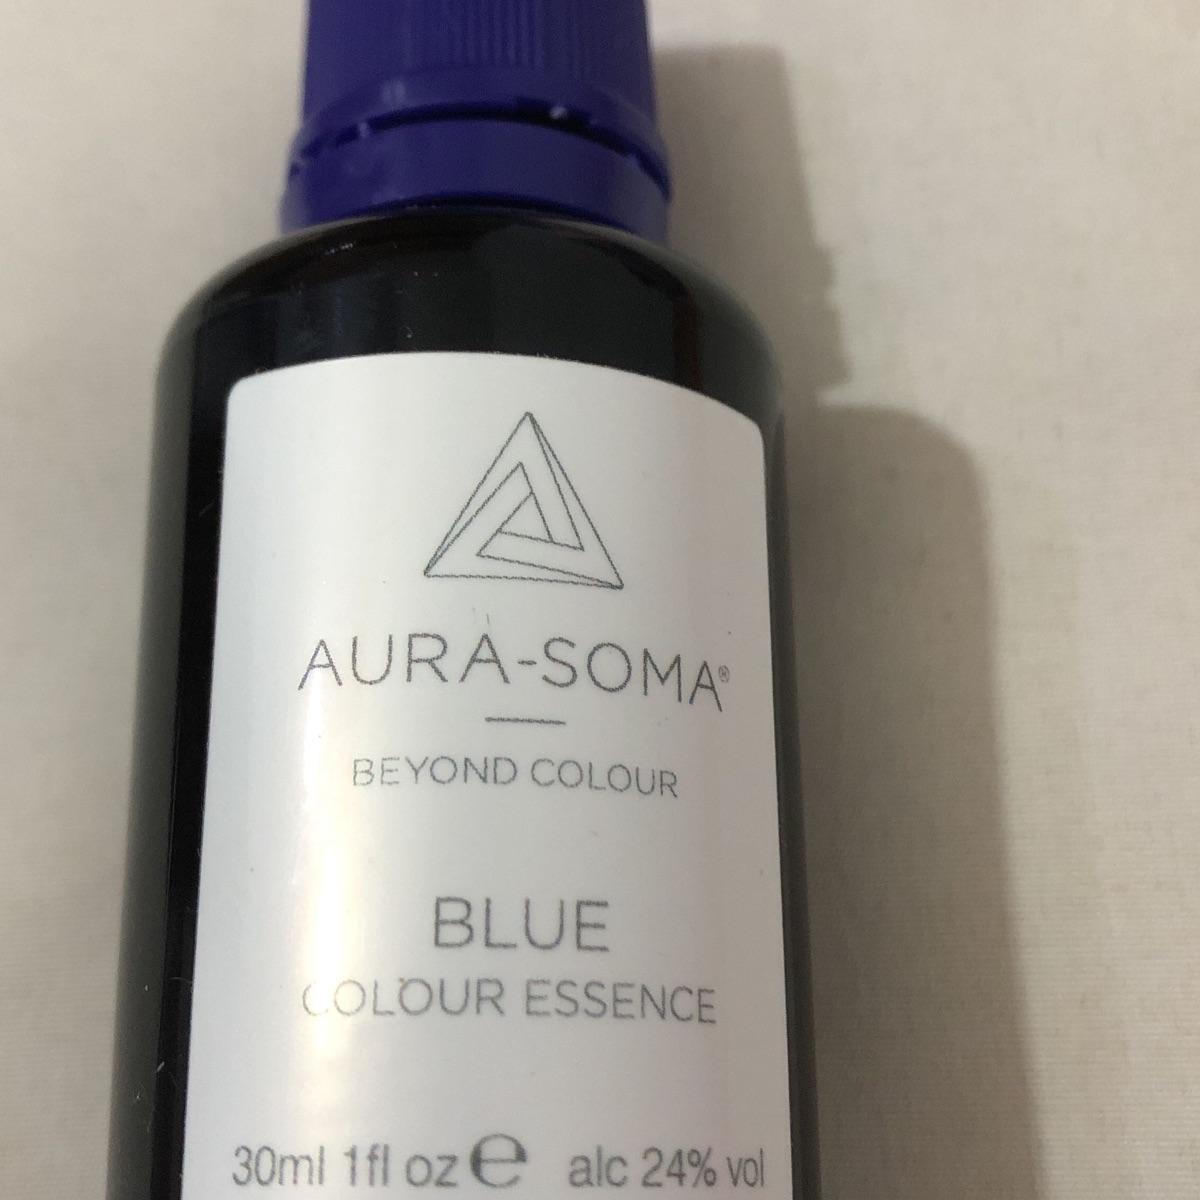 AURA-SOMA®
BEYOND COLOUR
BLUE
COLOUR ESSENCE
30ml 1fl oz ℮ alc 24% vol